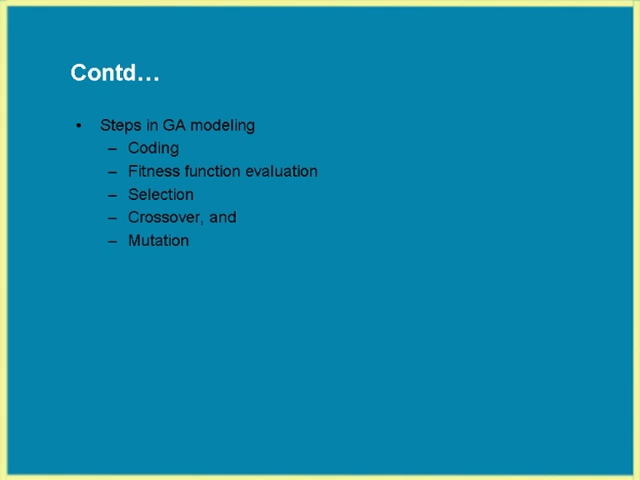 Contd…
• Steps in GA modeling
– Coding
– Fitness function evaluation
– Selection
– Crossover, and
– Mutation